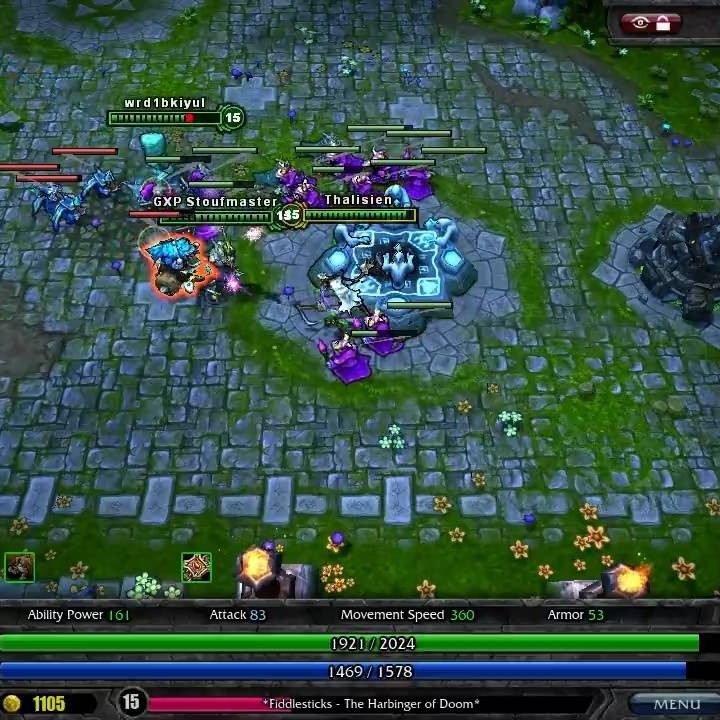 wrd1bkiyul
15
GXP Stoufmaster
Thalisien
Ability Power 161 Attack 83 Movement Speed 360 Armor 53
1921 / 2024
1469 / 1578
1105 15 *Fiddlesticks - The Harbinger of Doom* MENU